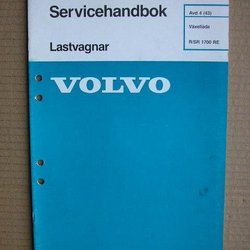 Servicehandbok
Avd 4 (43)
Växellåda
R/SR 1700 RE
Lastvagnar
VOLVO